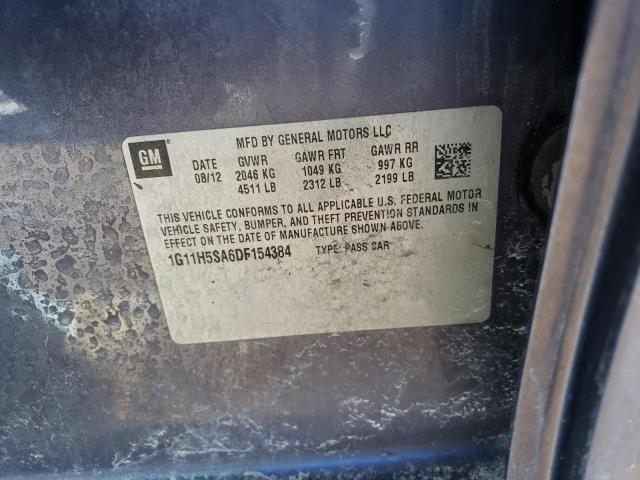 GM
MFD BY GENERAL MOTORS LLC
DATE GVWR GAWR FRT GAWR RR
08/12 2046 KG 1049 KG 997 KG
4511 LB 2312 LB 2199 LB
THIS VEHICLE CONFORMS TO ALL APPLICABLE U.S. FEDERAL MOTOR
VEHICLE SAFETY, BUMPER, AND THEFT PREVENTION STANDARDS IN
EFFECT ON THE DATE OF MANUFACTURE SHOWN ABOVE.
1G11H5SA6DF154384 TYPE: PASS CAR